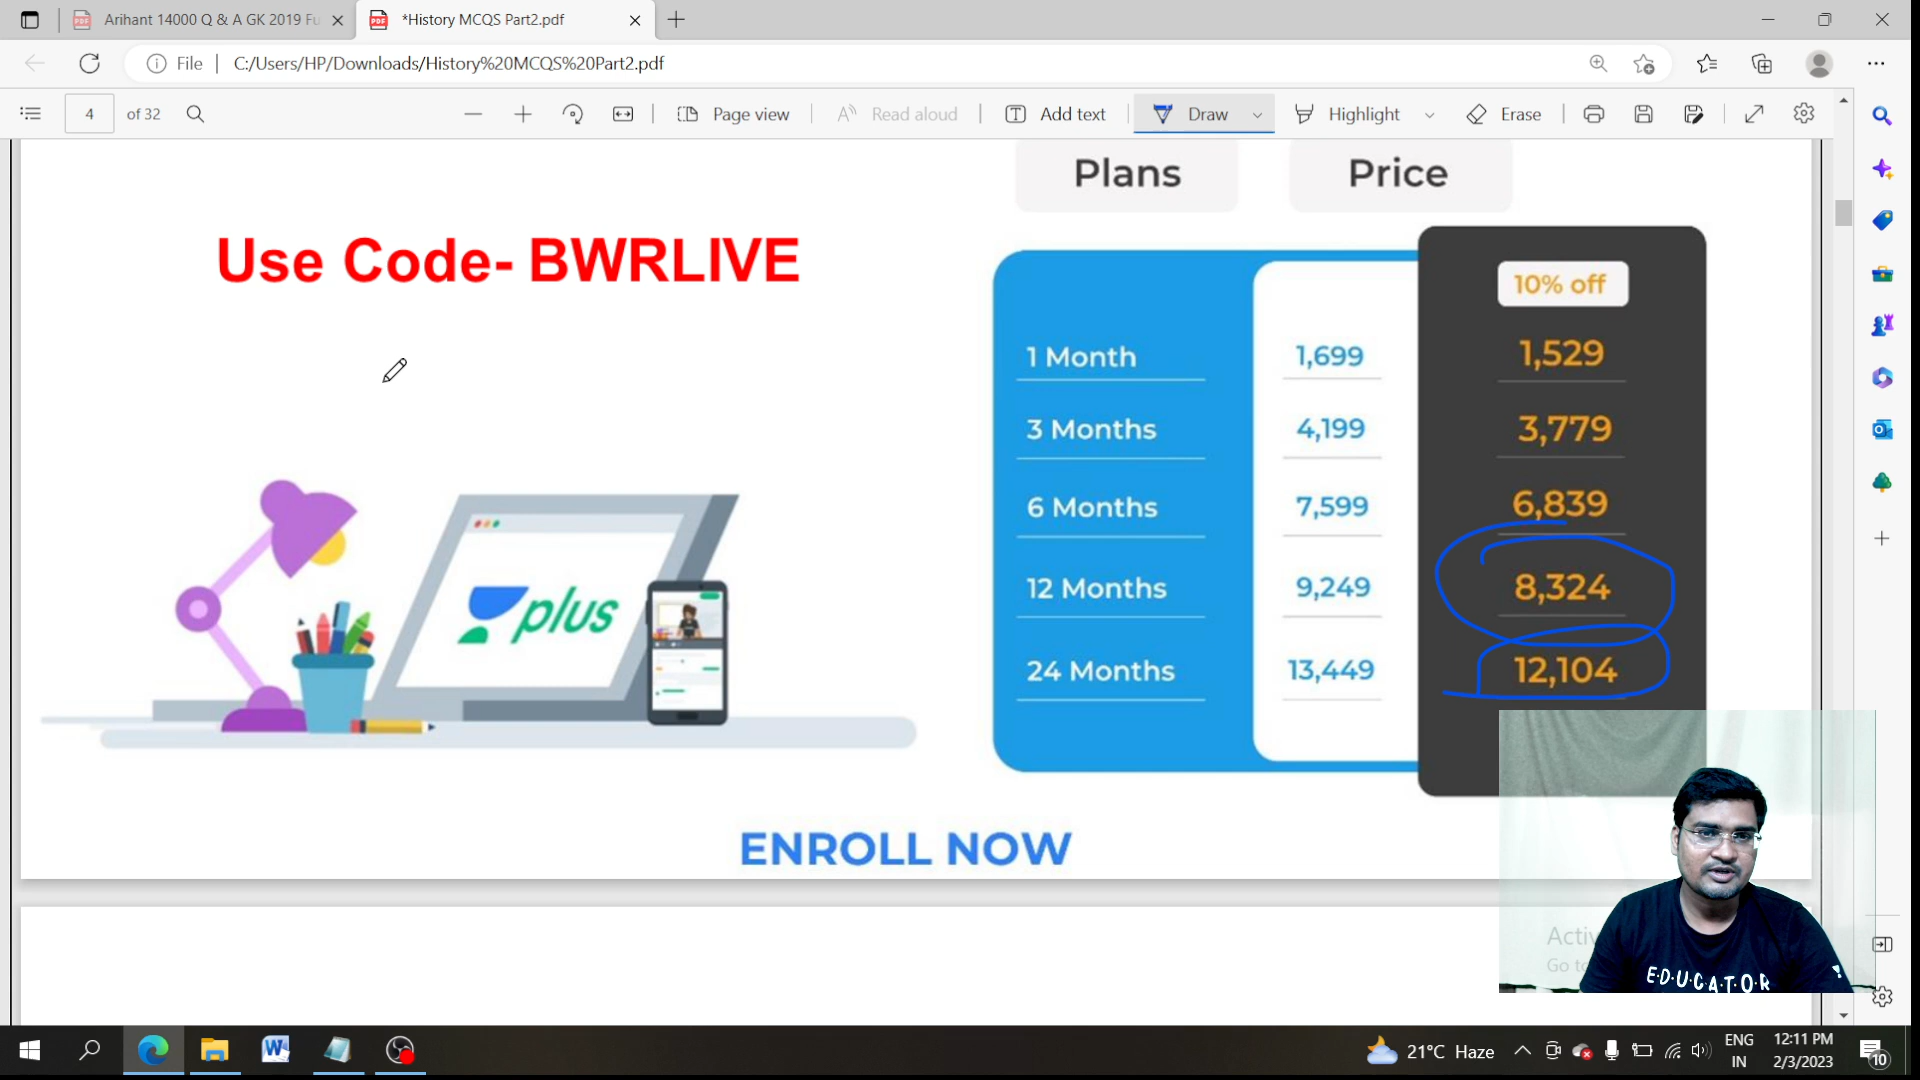 Arihant 14000 Q & A GK 2019 Fu
*History MCQS Part2.pdf
File
C:/Users/HP/Downloads/History%20MCQS%20Part2.pdf
4 of 32
Page view
Read aloud
Add text
Draw
Highlight
Erase
Plans Price
Use Code- BWRLIVE
10% off
1 Month 1,699 1,529
3 Months 4,199 3,779
6 Months 7,599 6,839
12 Months 9,249 8,324
24 Months 13,449 12,104
plus
ENROLL NOW
Activ
Go to
E·D·U·C·A·T·O·R
21°C Haze
ENG
IN
12:11 PM
2/3/2023
10